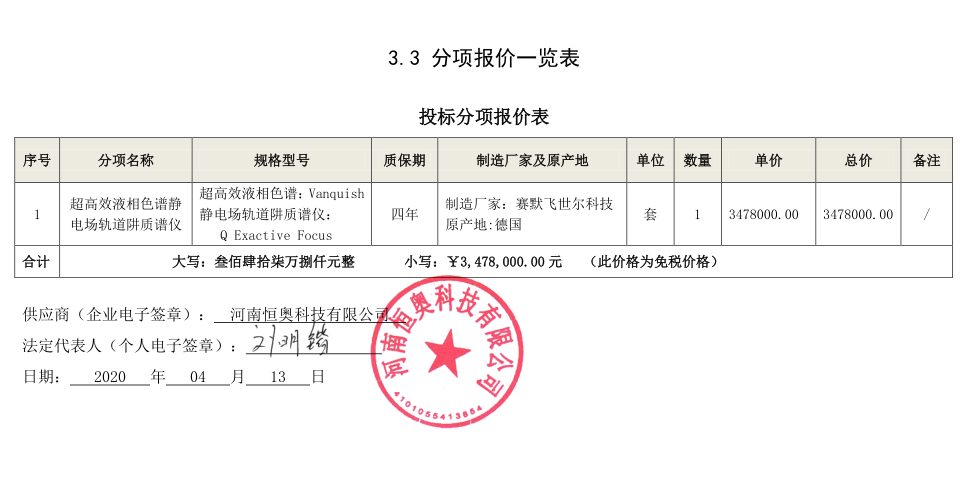 3.3 分项报价一览表
投标分项报价表
序号 分项名称 规格型号 质保期 制造厂家及原产地 单位 数量 单价 总价 备注
1 超高效液相色谱静电场轨道阱质谱仪 超高效液相色谱：Vanquish 静电场轨道阱质谱仪： Q Exactive Focus 四年 制造厂家：赛默飞世尔科技 原产地:德国 套 1 3478000.00 3478000.00 /
合计 大写：叁佰肆拾柒万捌仟元整 小写：￥3,478,000.00 元 （此价格为免税价格）
供应商（企业电子签章）：河南恒奥科技有限公司
法定代表人（个人电子签章）：刘明
日期： 2020 年 04 月 13 日
河南恒奥科技有限公司
4101055413854